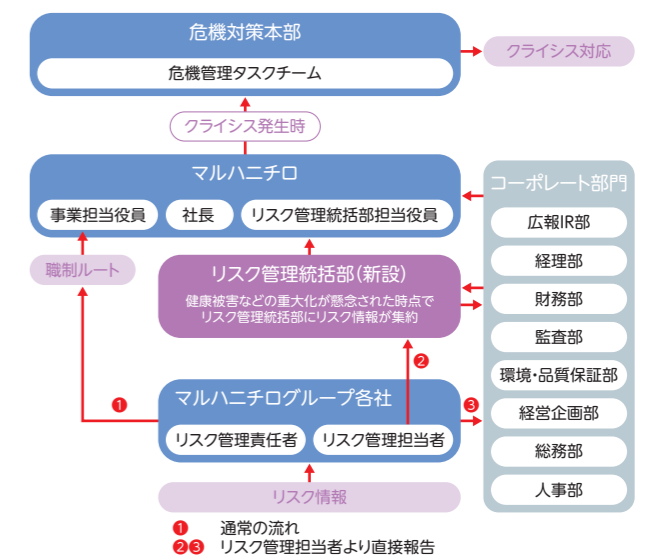 危機対策本部
危機管理タスクチーム
クライシス対応
クライシス発生時
マルハニチロ
事業担当役員
社長
リスク管理統括部担当役員
コーポレート部門
広報IR部
経理部
財務部
監査部
環境・品質保証部
経営企画部
総務部
人事部
職制ルート
リスク管理統括部(新設)
健康被害などの重大化が懸念された時点で
リスク管理統括部にリスク情報が集約
❶
❷
❸
マルハニチログループ各社
リスク管理責任者
リスク管理担当者
リスク情報
❶ 通常の流れ
❷❸ リスク管理担当者より直接報告